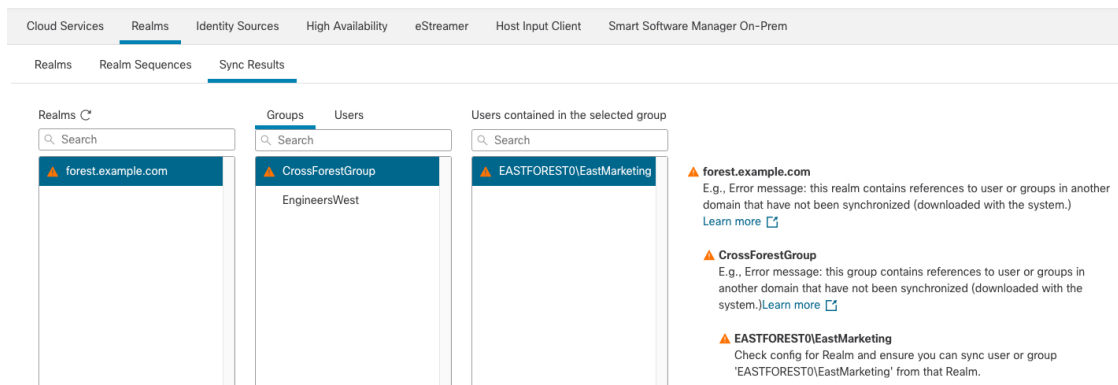 Cloud Services Realms Identity Sources High Availability eStreamer Host Input Client Smart Software Manager On-Prem
Realms Realm Sequences Sync Results
Realms
Search
forest.example.com
Groups Users
Search
CrossForestGroup
EngineersWest
Users contained in the selected group
Search
EASTFOREST0\EastMarketing
forest.example.com
E.g., Error message: this realm contains references to user or groups in another
domain that have not been synchronized (downloaded with the system.)
Learn more
CrossForestGroup
E.g., Error message: this group contains references to user or groups in
another domain that have not been synchronized (downloaded with the
system.)Learn more
EASTFOREST0\EastMarketing
Check config for Realm and ensure you can sync user or group
'EASTFOREST0\EastMarketing' from that Realm.